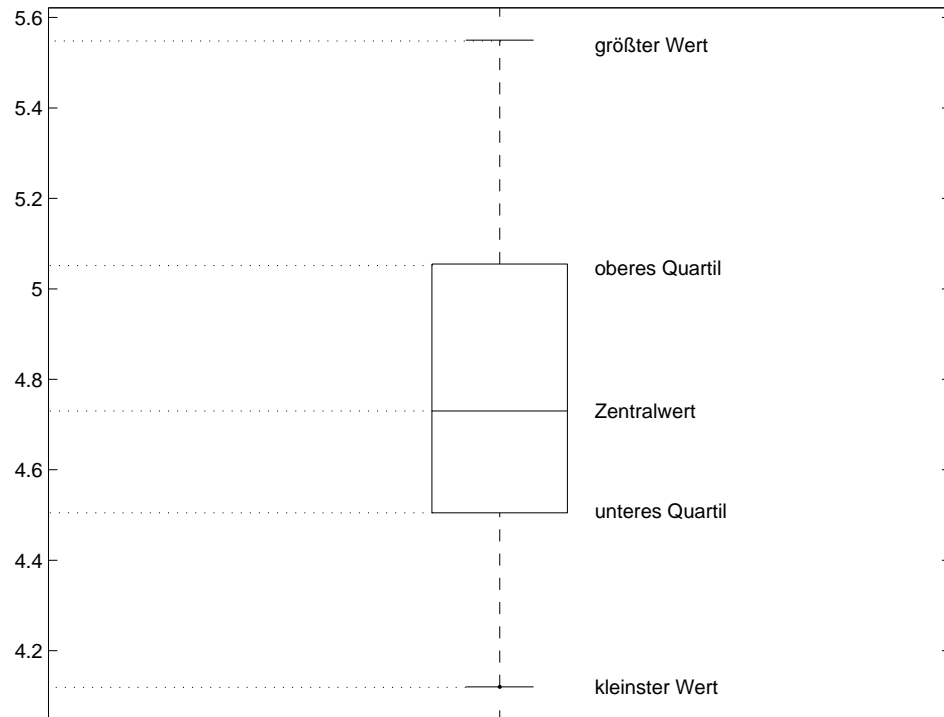 5.6
größter Wert
5.4
5.2
oberes Quartil
5
4.8
Zentralwert
4.6
unteres Quartil
4.4
4.2
kleinster Wert